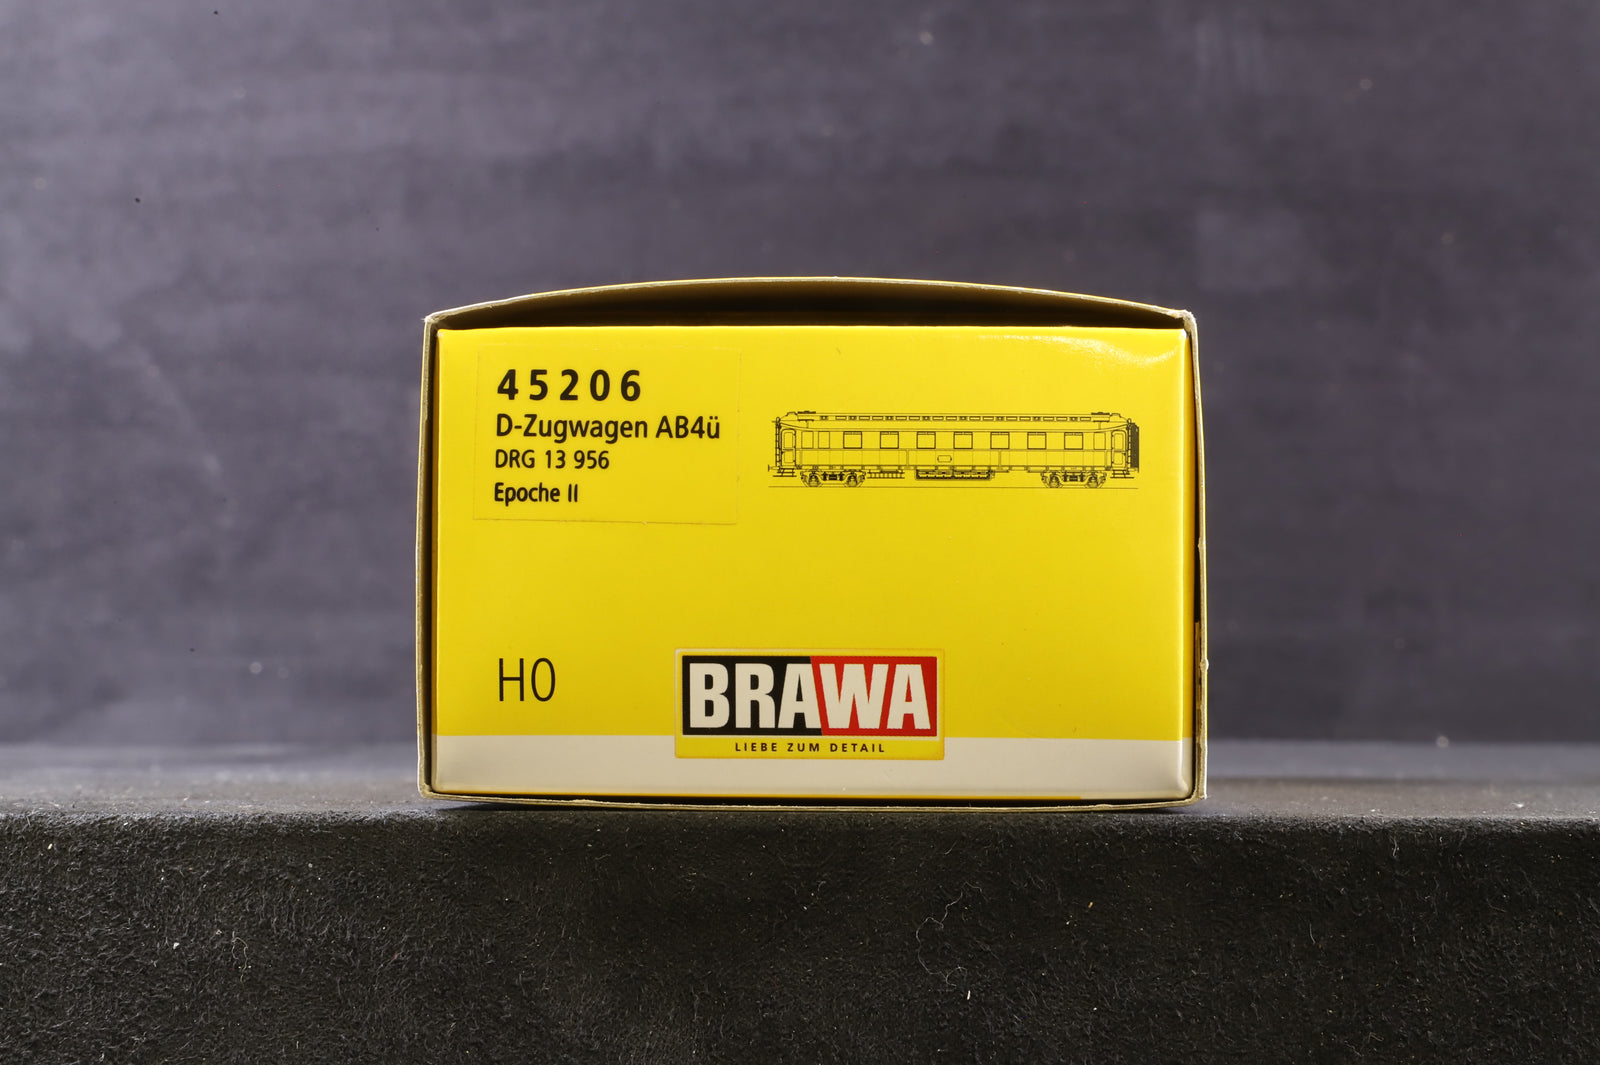 45206
D-Zugwagen AB4ü
DRG 13 956
Epoche II
H0
BRAWA
LIEBE ZUM DETAIL